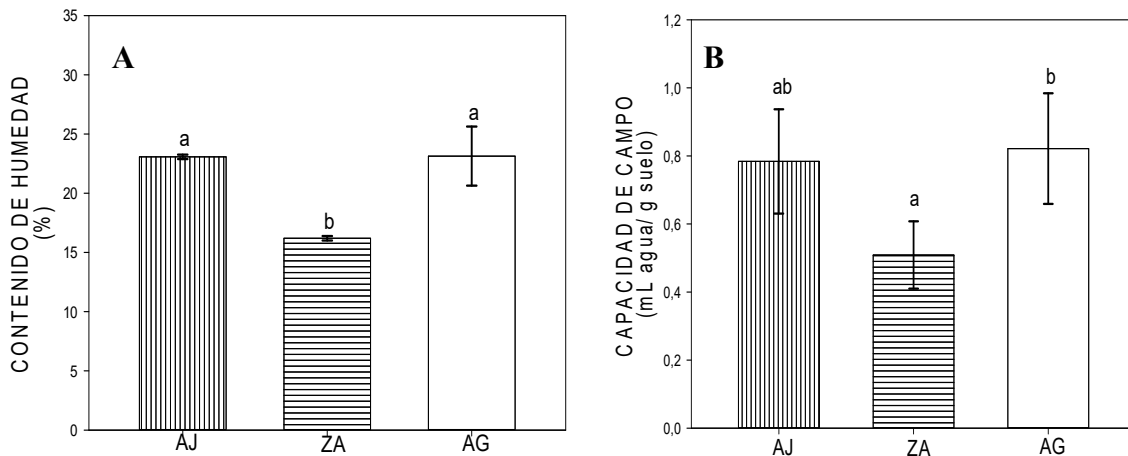 A
CONTENIDO DE HUMEDAD
(%)
35
30
25
20
15
10
5
0
a
b
a
AJ
ZA
AG
B
CAPACIDAD DE CAMPO
(mL agua/ g suelo)
1,2
1,0
0,8
0,6
0,4
0,2
0,0
ab
a
b
AJ
ZA
AG